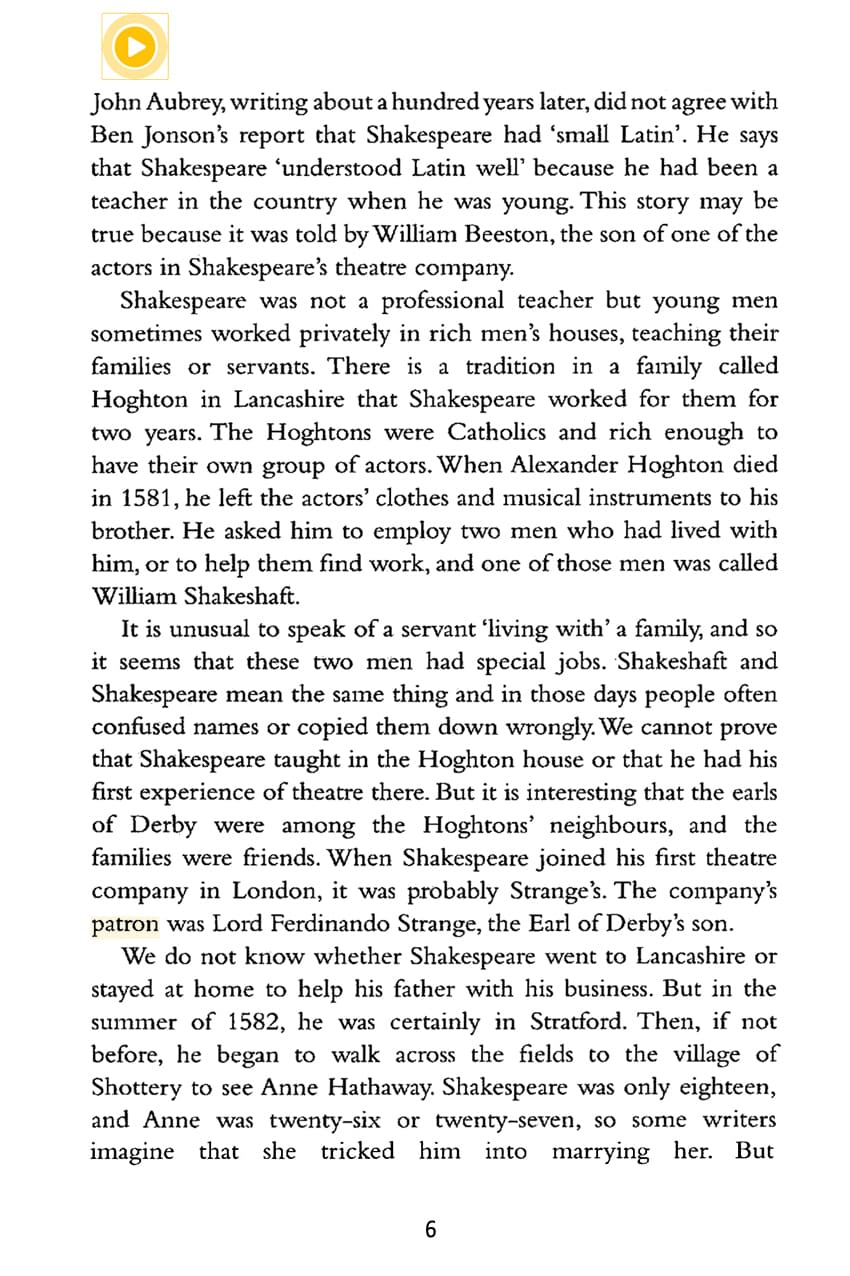 John Aubrey, writing about a hundred years later, did not agree with
Ben Jonson's report that Shakespeare had ‘small Latin’. He says
that Shakespeare ‘understood Latin well’ because he had been a
teacher in the country when he was young. This story may be
true because it was told by William Beeston, the son of one of the
actors in Shakespeare's theatre company.
Shakespeare was not a professional teacher but young men
sometimes worked privately in rich men's houses, teaching their
families or servants. There is a tradition in a family called
Hoghton in Lancashire that Shakespeare worked for them for
two years. The Hoghtons were Catholics and rich enough to
have their own group of actors. When Alexander Hoghton died
in 1581, he left the actors' clothes and musical instruments to his
brother. He asked him to employ two men who had lived with
him, or to help them find work, and one of those men was called
William Shakeshaft.
It is unusual to speak of a servant ‘living with’ a family, and so
it seems that these two men had special jobs. Shakeshaft and
Shakespeare mean the same thing and in those days people often
confused names or copied them down wrongly. We cannot prove
that Shakespeare taught in the Hoghton house or that he had his
first experience of theatre there. But it is interesting that the earls
of Derby were among the Hoghtons' neighbours, and the
families were friends. When Shakespeare joined his first theatre
company in London, it was probably Strange's. The company's
patron was Lord Ferdinando Strange, the Earl of Derby's son.
We do not know whether Shakespeare went to Lancashire or
stayed at home to help his father with his business. But in the
summer of 1582, he was certainly in Stratford. Then, if not
before, he began to walk across the fields to the village of
Shottery to see Anne Hathaway. Shakespeare was only eighteen,
and Anne was twenty-six or twenty-seven, so some writers
imagine that she tricked him into marrying her. But
6